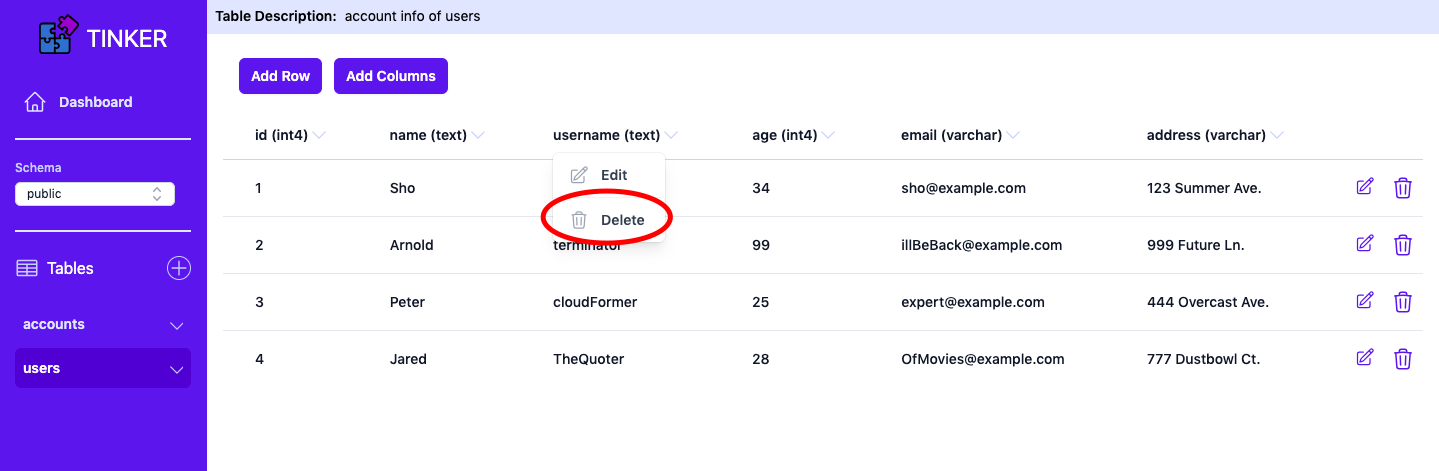 TINKER
Dashboard
Schema
public
Tables
accounts
users
Table Description: account info of users
Add Row Add Columns
id (int4) name (text) username (text) age (int4) email (varchar) address (varchar)
Edit
Delete
1 Sho 34 sho@example.com 123 Summer Ave.
2 Arnold terminator 99 illBeBack@example.com 999 Future Ln.
3 Peter cloudFormer 25 expert@example.com 444 Overcast Ave.
4 Jared TheQuoter 28 OfMovies@example.com 777 Dustbowl Ct.